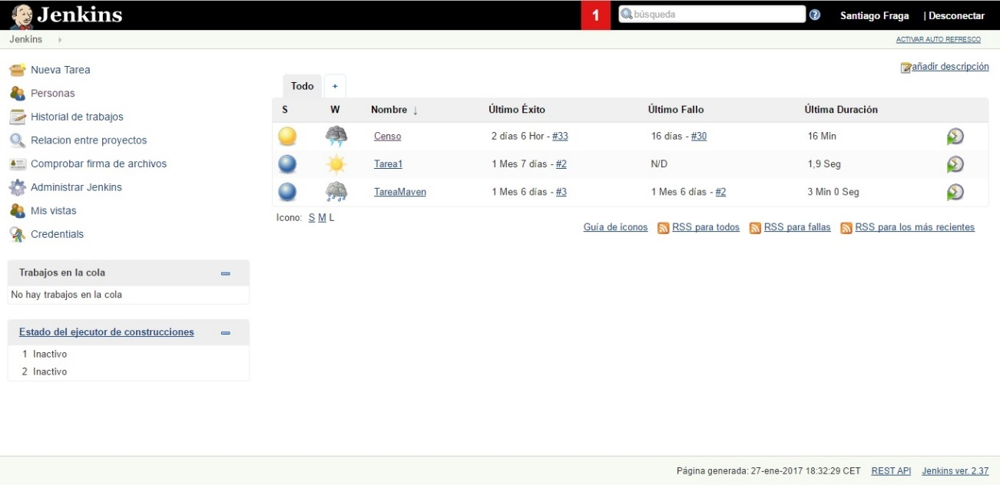 Jenkins 1 búsqueda Santiago Fraga | Desconectar
Jenkins ACTIVAR AUTO REFRESCO
añadir descripción
Nueva Tarea
Personas
Historial de trabajos
Relacion entre proyectos
Comprobar firma de archivos
Administrar Jenkins
Mis vistas
Credentials
Trabajos en la cola
No hay trabajos en la cola
Estado del ejecutor de construcciones
1 Inactivo
2 Inactivo
Todo +
S W Nombre ↓ Último Éxito Último Fallo Última Duración
Censo 2 días 6 Hor - #33 16 días - #30 16 Min
Tarea1 1 Mes 7 días - #2 N/D 1,9 Seg
TareaMaven 1 Mes 6 días - #3 1 Mes 6 días - #2 3 Min 0 Seg
Icono: S M L
Guía de iconos RSS para todos RSS para fallas RSS para los más recientes
Página generada: 27-ene-2017 18:32:29 CET REST API Jenkins ver. 2.37